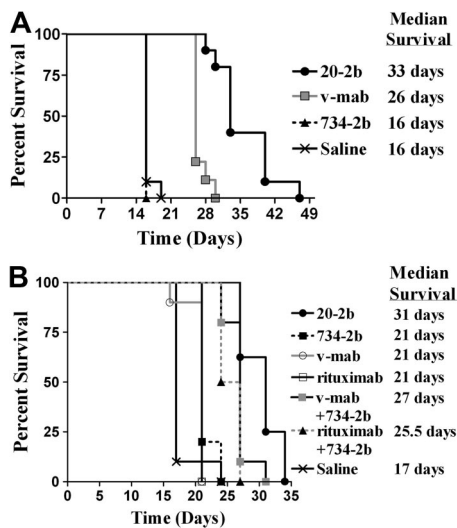 A
Median
Survival
Percent Survival
100
75
50
25
0
0 7 14 18 21 28 35 42 49
Time (Days)
20-2b 33 days
v-mab 26 days
734-2b 16 days
Saline 16 days
B
Median
Survival
Percent Survival
100
75
50
25
0
0 5 10 15 20 25 30 35
Time (Days)
20-2b 31 days
734-2b 21 days
v-mab 21 days
rituximab 21 days
v-mab 27 days
+734-2b
rituximab 25.5 days
+734-2b
Saline 17 days